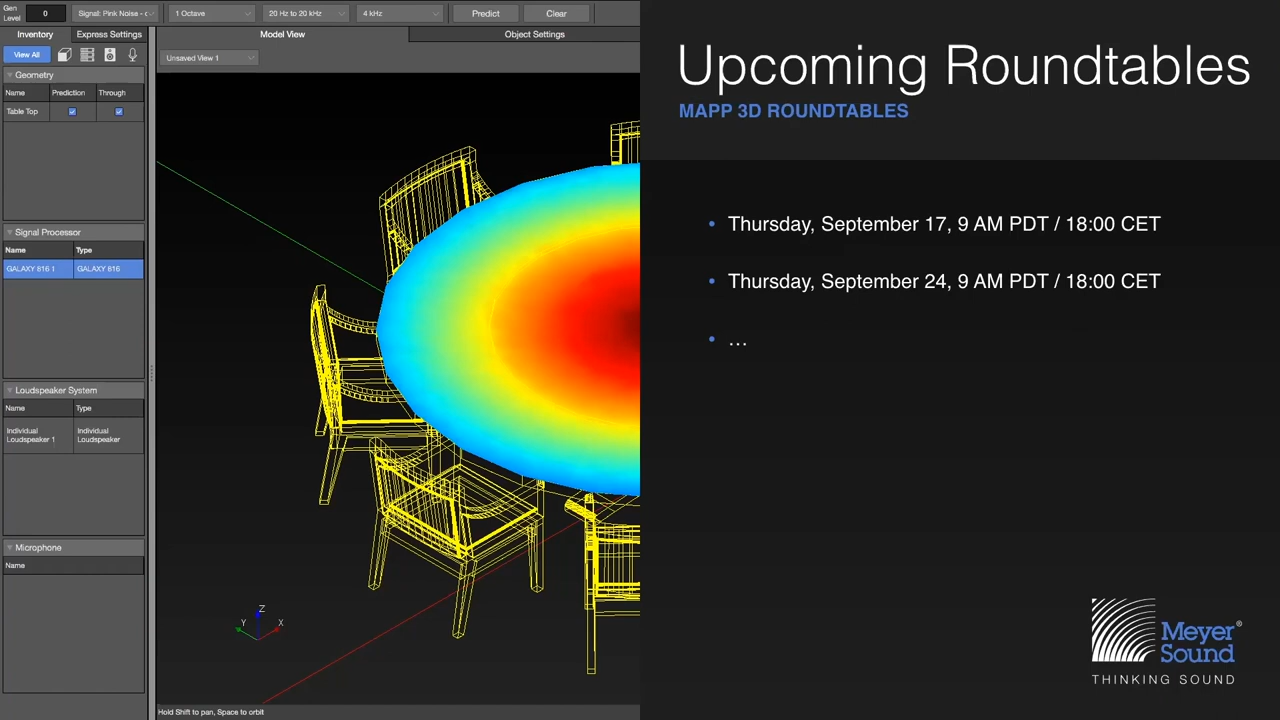 Gen
Level
0
Signal: Pink Noise -
1 Octave
20 Hz to 20 kHz
4 kHz
Predict
Clear
Inventory
Express Settings
Model View
Object Settings
View All
Unsaved View 1
Geometry
Name Prediction Through
Table Top
Signal Processor
Name Type
GALAXY 816 1 GALAXY 816
Loudspeaker System
Name Type
Individual Loudspeaker 1
Individual Loudspeaker
Microphone
Name
Z
Y X
Hold Shift to pan, Space to orbit
Upcoming Roundtables
MAPP 3D ROUNDTABLES
• Thursday, September 17, 9 AM PDT / 18:00 CET
• Thursday, September 24, 9 AM PDT / 18:00 CET
• ...
Meyer®
Sound
THINKING SOUND